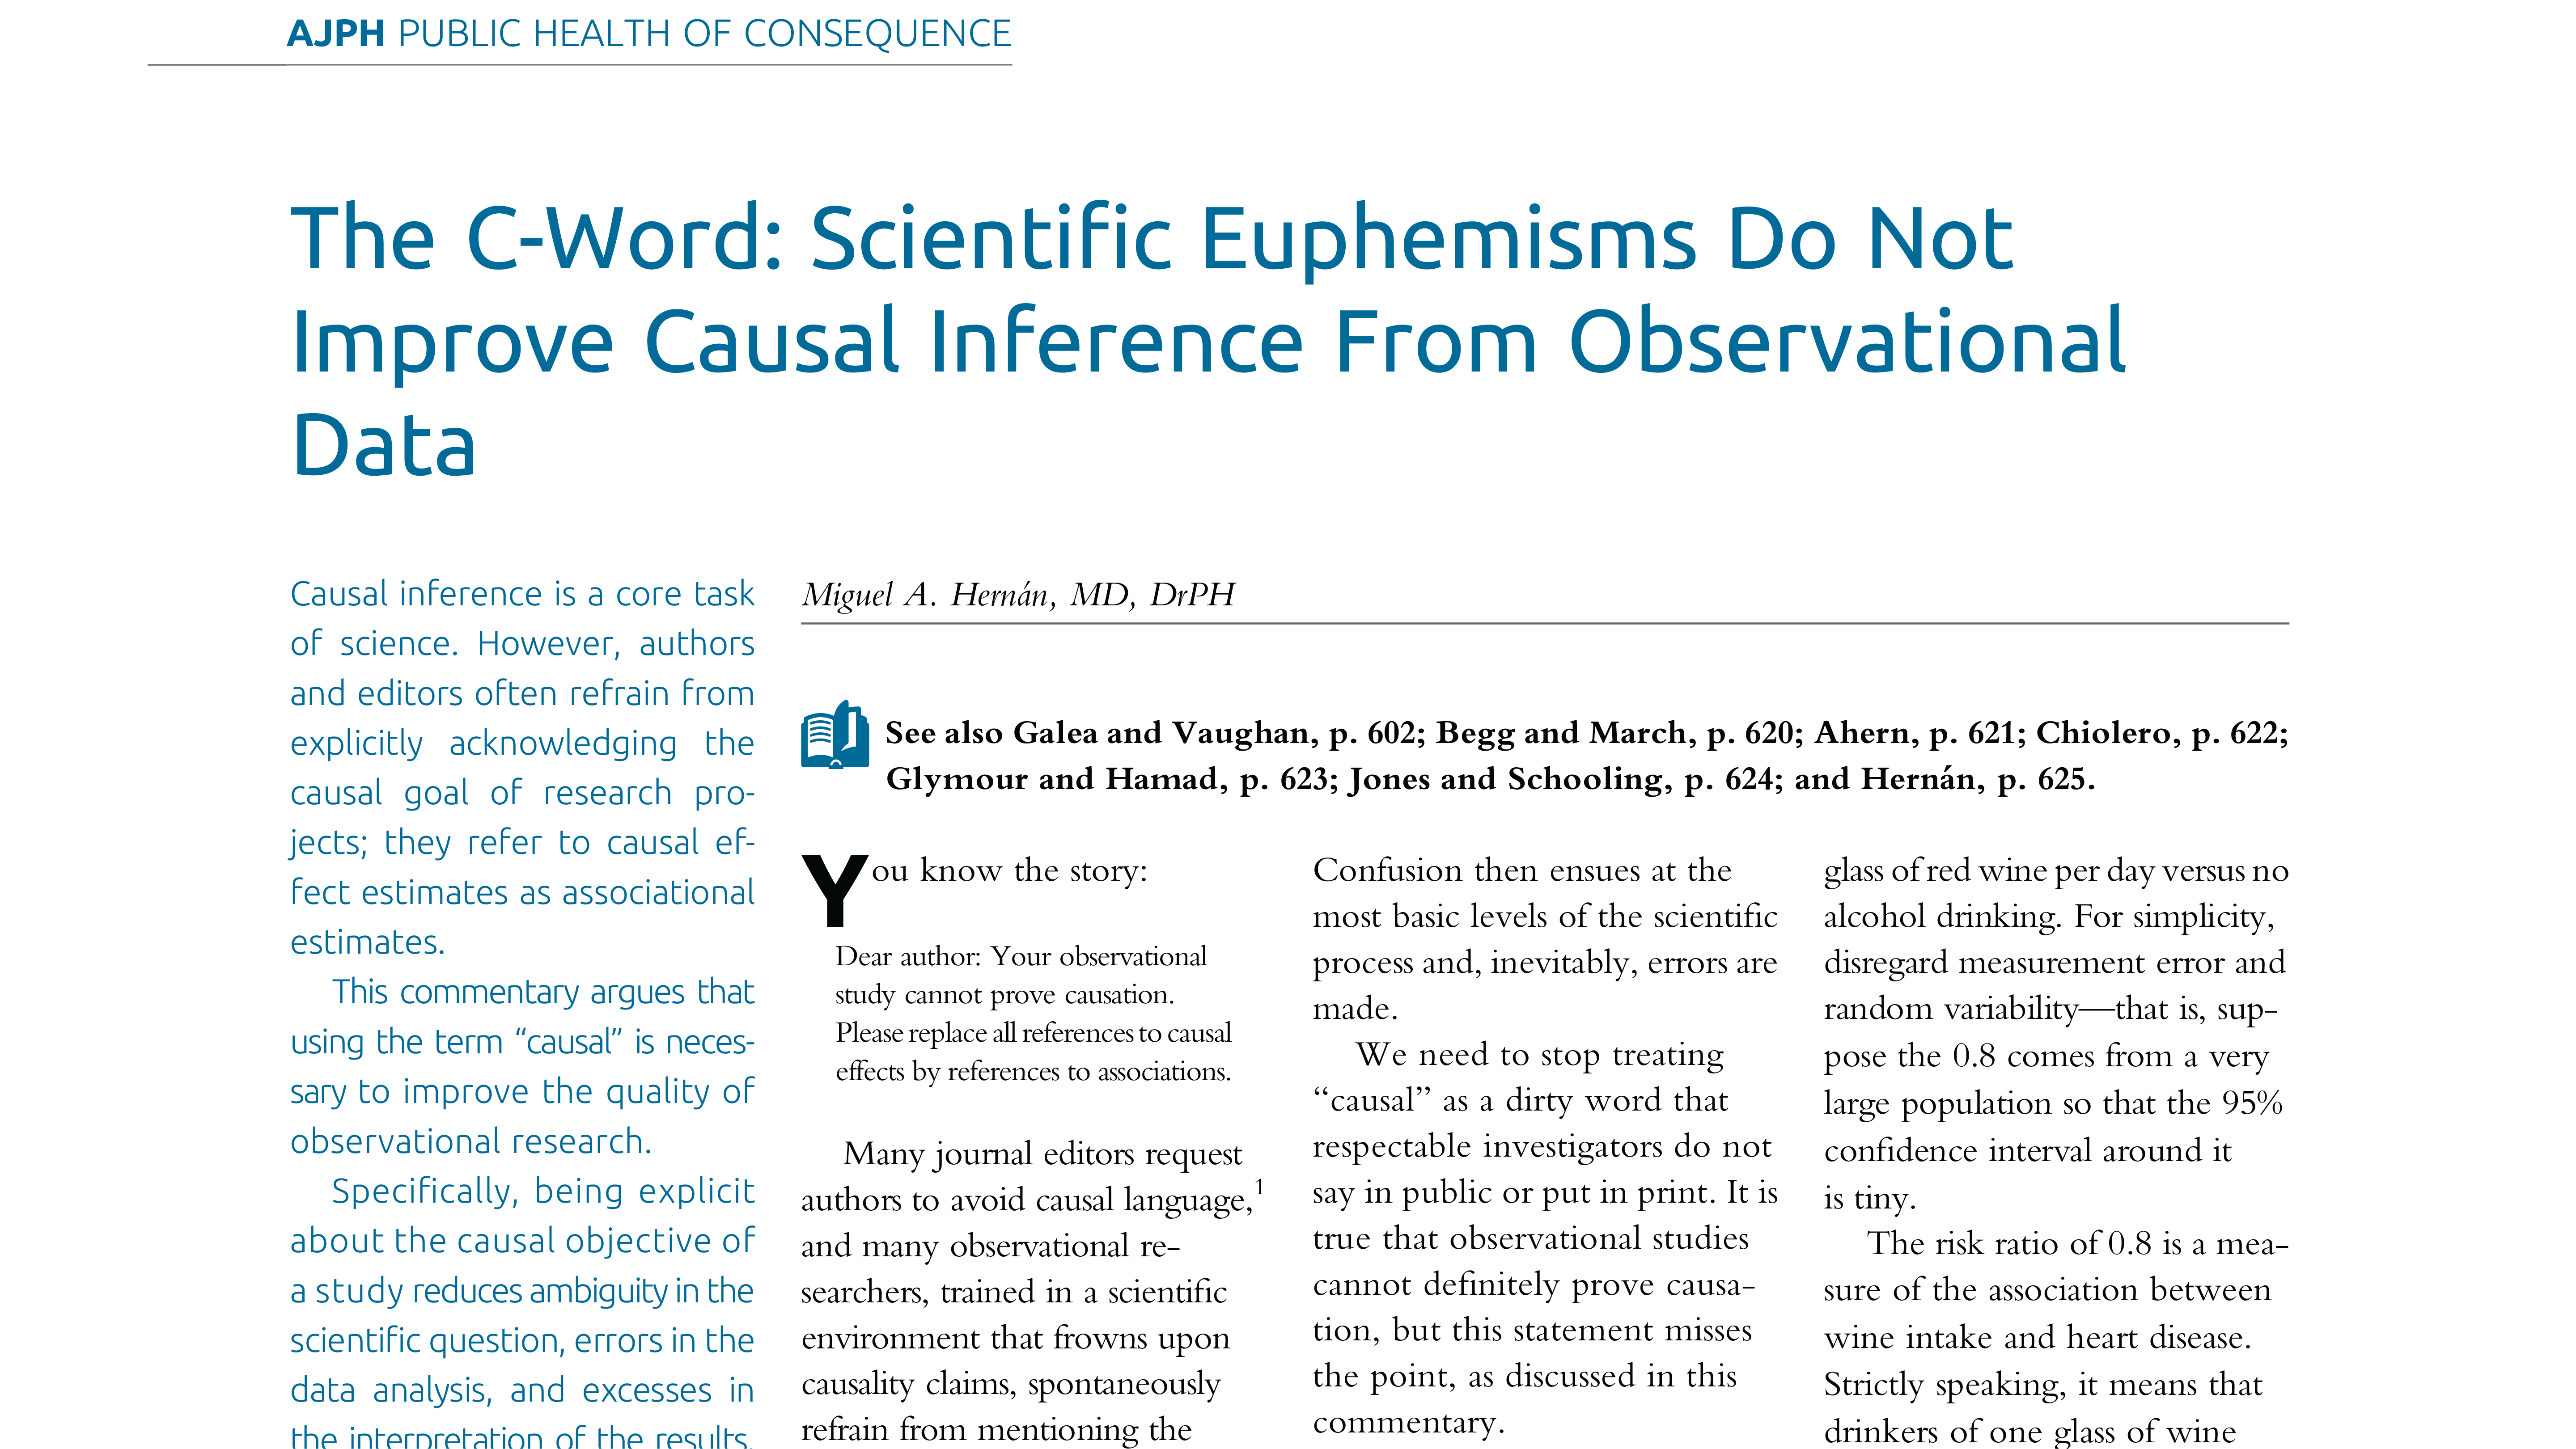 AJPH PUBLIC HEALTH OF CONSEQUENCE
The C-Word: Scientific Euphemisms Do Not
Improve Causal Inference From Observational
Data
Causal inference is a core task
of science. However, authors
and editors often refrain from
explicitly acknowledging the
causal goal of research pro-
jects; they refer to causal ef-
fect estimates as associational
estimates.
This commentary argues that
using the term “causal” is neces-
sary to improve the quality of
observational research.
Specifically, being explicit
about the causal objective of
a study reduces ambiguity in the
scientific question, errors in the
data analysis, and excesses in
the interpretation of the results.
Miguel A. Hernán, MD, DrPH
See also Galea and Vaughan, p. 602; Begg and March, p. 620; Ahern, p. 621; Chiolero, p. 622;
Glymour and Hamad, p. 623; Jones and Schooling, p. 624; and Hernán, p. 625.
You know the story:
Dear author: Your observational
study cannot prove causation.
Please replace all references to causal
effects by references to associations.
Many journal editors request
authors to avoid causal language,1
and many observational re-
searchers, trained in a scientific
environment that frowns upon
causality claims, spontaneously
refrain from mentioning the
Confusion then ensues at the
most basic levels of the scientific
process and, inevitably, errors are
made.
We need to stop treating
“causal” as a dirty word that
respectable investigators do not
say in public or put in print. It is
true that observational studies
cannot definitely prove causa-
tion, but this statement misses
the point, as discussed in this
commentary.
glass of red wine per day versus no
alcohol drinking. For simplicity,
disregard measurement error and
random variability—that is, sup-
pose the 0.8 comes from a very
large population so that the 95%
confidence interval around it
is tiny.
The risk ratio of 0.8 is a mea-
sure of the association between
wine intake and heart disease.
Strictly speaking, it means that
drinkers of one glass of wine